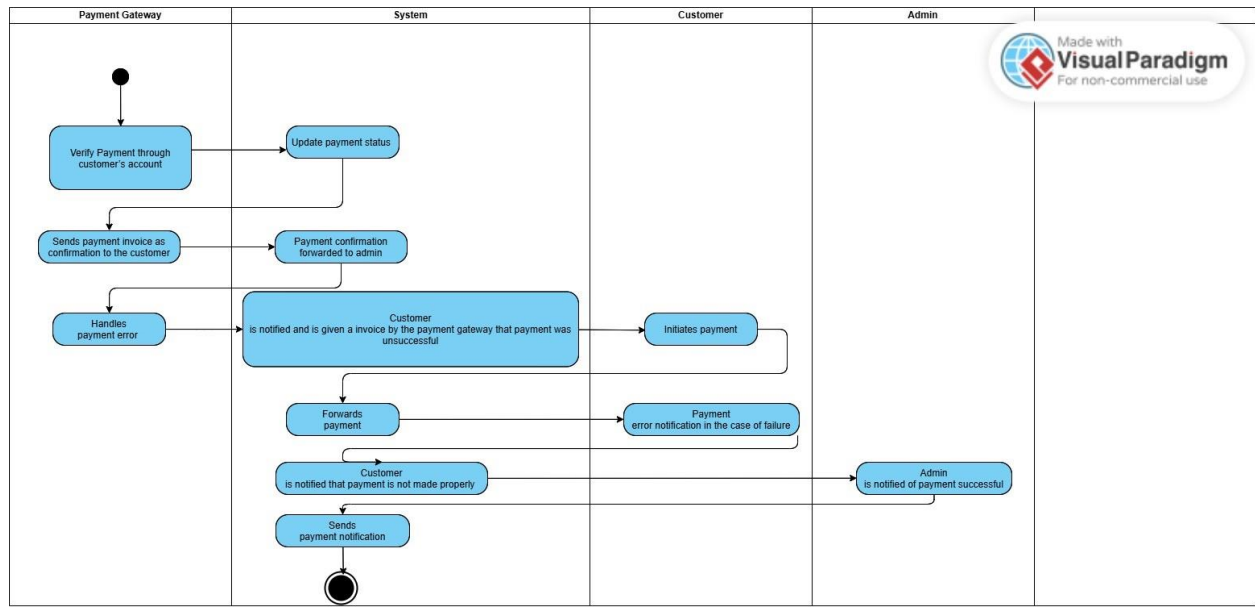 Payment Gateway
System
Customer
Admin
Made with
Visual Paradigm
For non-commercial use
Verify Payment through
customer's account
Update payment status
Sends payment invoice as
confirmation to the customer
Payment confirmation
forwarded to admin
Handles
payment error
Customer
is notified and is given a invoice by the payment gateway that payment was
unsuccessful
Initiates payment
Forwards
payment
Payment
error notification in the case of failure
Customer
is notified that payment is not made properly
Admin
is notified of payment successful
Sends
payment notification